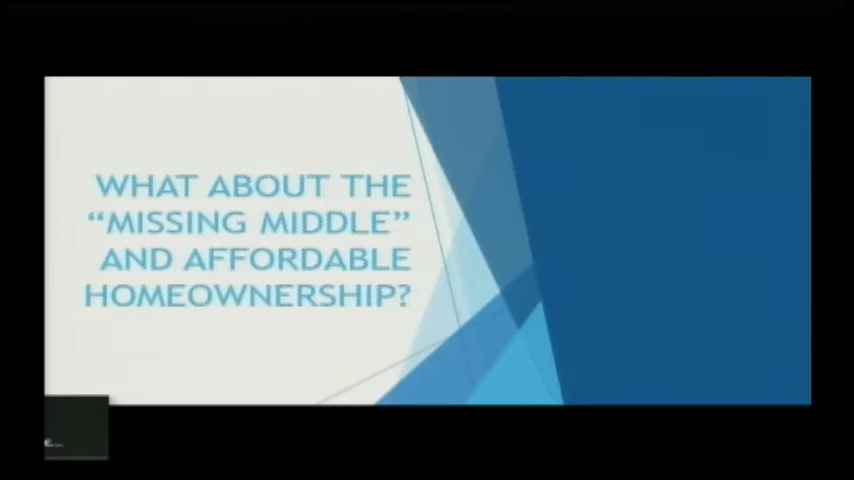 WHAT ABOUT THE
“MISSING MIDDLE”
AND AFFORDABLE
HOMEOWNERSHIP?